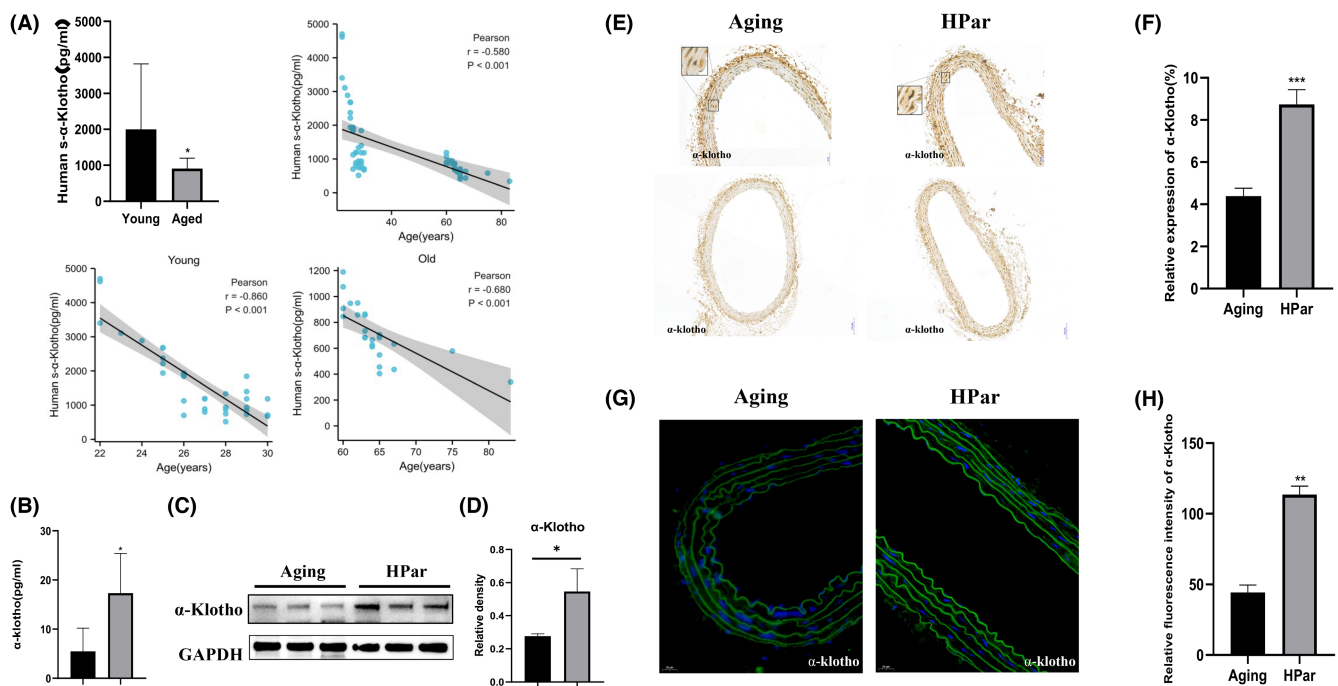 (A)
Human s-α-Klotho(pg/ml)
5000
4000
3000
2000
1000
0
*
Young Aged
Human s-α-Klotho(pg/ml)
5000
4000
3000
2000
1000
0
Pearson
r = -0.580
P < 0.001
40 60 80
Age(years)
Young
Human s-α-Klotho(pg/ml)
5000
4000
3000
2000
1000
0
Pearson
r = -0.860
P < 0.001
22 24 26 28 30
Age(years)
Old
Human s-α-Klotho(pg/ml)
1200
1000
800
600
400
200
0
Pearson
r = -0.680
P < 0.001
60 65 70 75 80
Age(years)
(B)
α-klotho(pg/ml)
30
20
10
0
*
(C)
Aging HPar
α-Klotho
GAPDH
(D)
α-Klotho
Relative density
0.8
0.6
0.4
0.2
0.0
*
(E)
Aging HPar
α-klotho
α-klotho
α-klotho
α-klotho
(F)
Relative expression of α-Klotho(%)
10
8
6
4
2
0
***
Aging HPar
(G)
Aging HPar
α-klotho
α-klotho
(H)
Relative fluorescence intensity of α-Klotho
150
100
50
0
**
Aging HPar